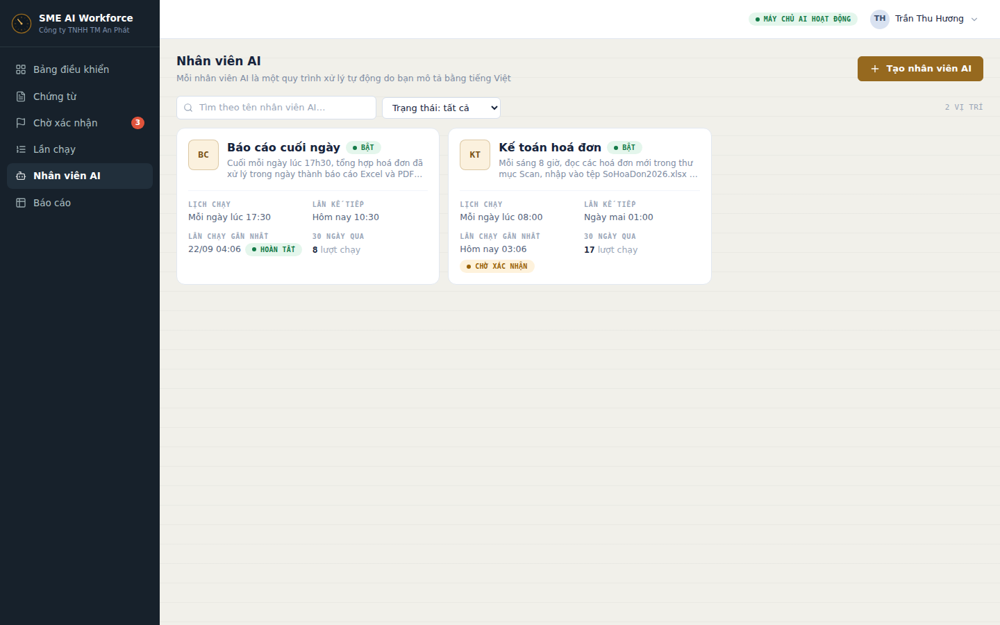 SME AI Workforce
Công ty TNHH TM An Phát
Bảng điều khiển
Chứng từ
Chờ xác nhận 3
Lần chạy
Nhân viên AI
Báo cáo
MÁY CHỦ AI HOẠT ĐỘNG
TH Trần Thu Hương
Nhân viên AI
Mỗi nhân viên AI là một quy trình xử lý tự động do bạn mô tả bằng tiếng Việt
Tạo nhân viên AI
Tìm theo tên nhân viên AI...
Trạng thái: tất cả
2 VỊ TRÍ
BC Báo cáo cuối ngày BẬT
Cuối mỗi ngày lúc 17h30, tổng hợp hoá đơn đã
xử lý trong ngày thành báo cáo Excel và PDF...
LỊCH CHẠY LẦN KẾ TIẾP
Mỗi ngày lúc 17:30 Hôm nay 10:30
LẦN CHẠY GẦN NHẤT 30 NGÀY QUA
22/09 04:06 HOÀN TẤT 8 lượt chạy
KT Kế toán hoá đơn BẬT
Mỗi sáng 8 giờ, đọc các hoá đơn mới trong thư
mục Scan, nhập vào tệp SoHoaDon2026.xlsx ...
LỊCH CHẠY LẦN KẾ TIẾP
Mỗi ngày lúc 08:00 Ngày mai 01:00
LẦN CHẠY GẦN NHẤT 30 NGÀY QUA
Hôm nay 03:06 17 lượt chạy
CHỜ XÁC NHẬN